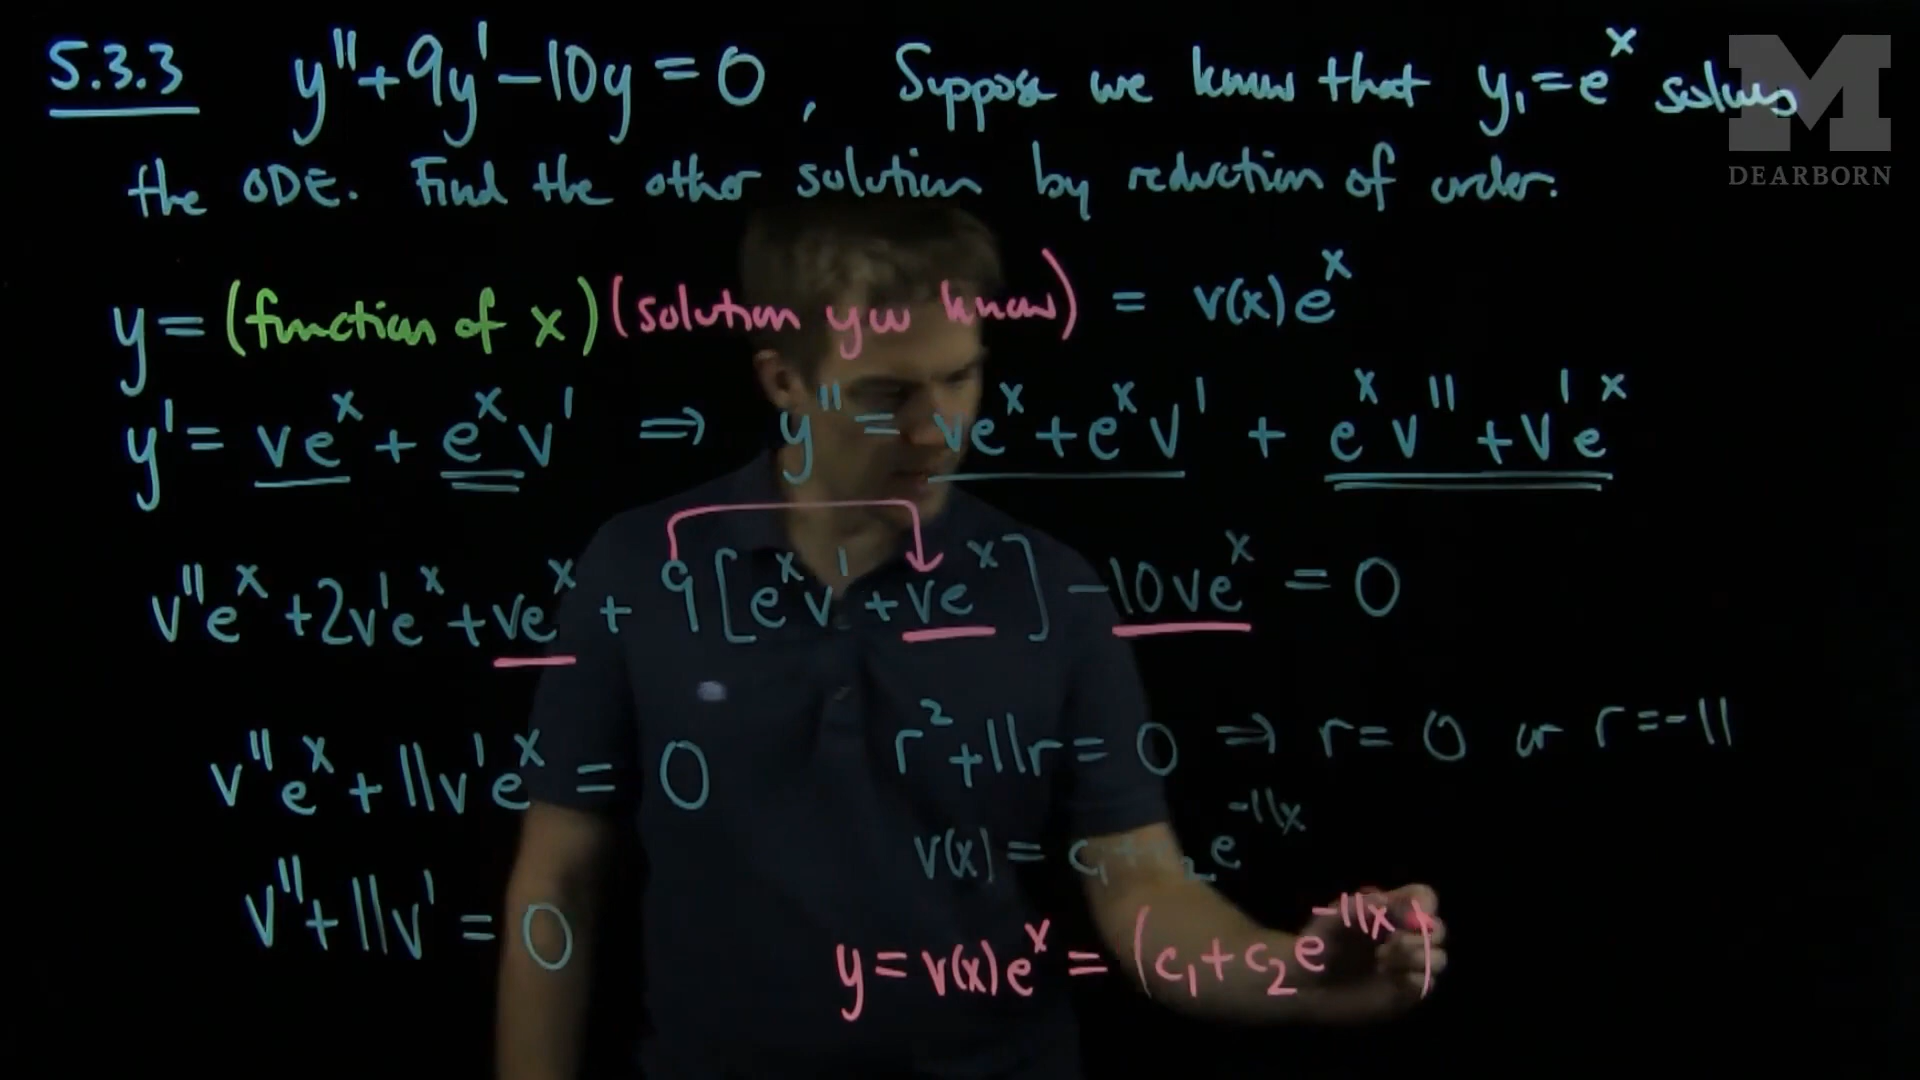 5.3.3 y''+9y'-10y=0, Suppose we know that y₁=eˣ solves
the ODE. Find the other solution by reduction of order.
M
DEARBORN
y=(function of x)(solution you know) = v(x)eˣ
y'= veˣ + eˣv' ⇒ y''= veˣ+eˣv' + eˣv''+v'eˣ
v''eˣ+2v'eˣ+veˣ + 9[eˣv'+veˣ] -10veˣ = 0
v''eˣ+11v'eˣ = 0
r²+11r= 0 ⇒ r= 0 or r=-11
v(x)= c₁+c₂e⁻¹¹ˣ
v''+11v' = 0
y=v(x)eˣ = (c₁+c₂e⁻¹¹ˣ)